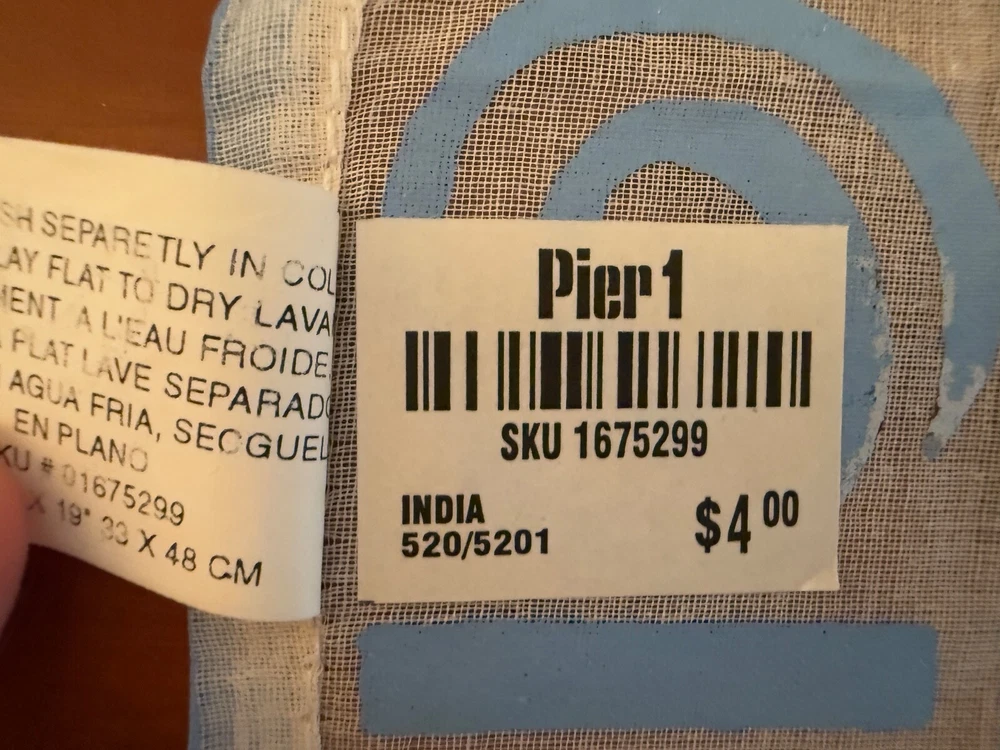 SH SEPARETLY IN COL
LAY FLAT TO DRY LAVA
MENT A L'EAU FROIDE.
PLAT LAVE SEPARADO
AGUA FRIA, SECGUEL
EN PLANO
KU # 01675299
X 19" 33 X 48 CM
Pier 1
SKU 1675299
INDIA
520/5201
$4 00